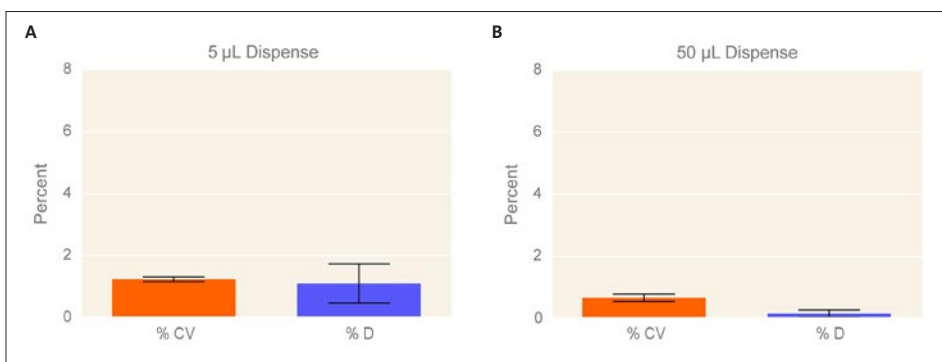 A
5 µL Dispense
8
6
4
2
0
Percent
% CV
% D
B
50 µL Dispense
8
6
4
2
0
Percent
% CV
% D